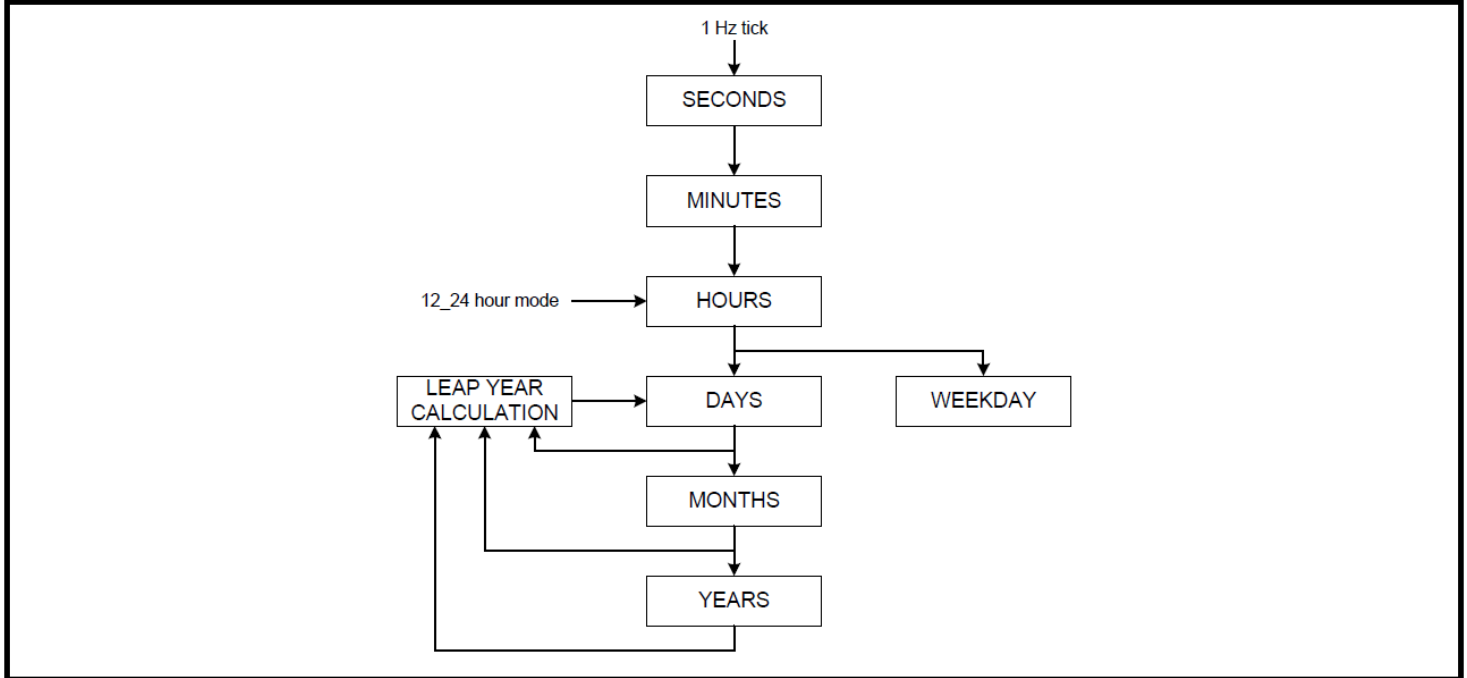 1 Hz tick
SECONDS
MINUTES
12_24 hour mode
HOURS
LEAP YEAR
CALCULATION
DAYS
WEEKDAY
MONTHS
YEARS